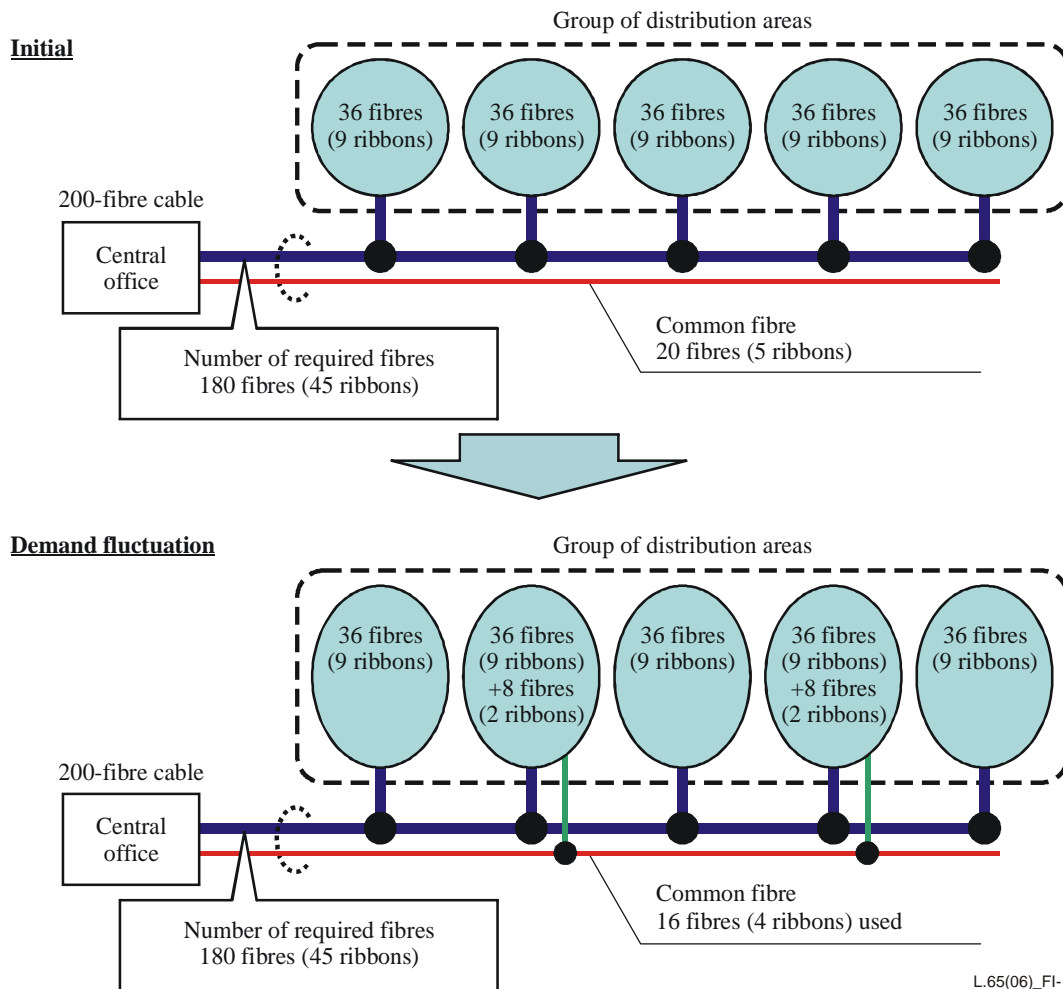 Group of distribution areas
Initial
36 fibres
(9 ribbons)
36 fibres
(9 ribbons)
36 fibres
(9 ribbons)
36 fibres
(9 ribbons)
36 fibres
(9 ribbons)
200-fibre cable
Central
office
Number of required fibres
180 fibres (45 ribbons)
Common fibre
20 fibres (5 ribbons)
Demand fluctuation
Group of distribution areas
36 fibres
(9 ribbons)
36 fibres
(9 ribbons)
+8 fibres
(2 ribbons)
36 fibres
(9 ribbons)
36 fibres
(9 ribbons)
+8 fibres
(2 ribbons)
36 fibres
(9 ribbons)
200-fibre cable
Central
office
Number of required fibres
180 fibres (45 ribbons)
Common fibre
16 fibres (4 ribbons) used
L.65(06)_FI-